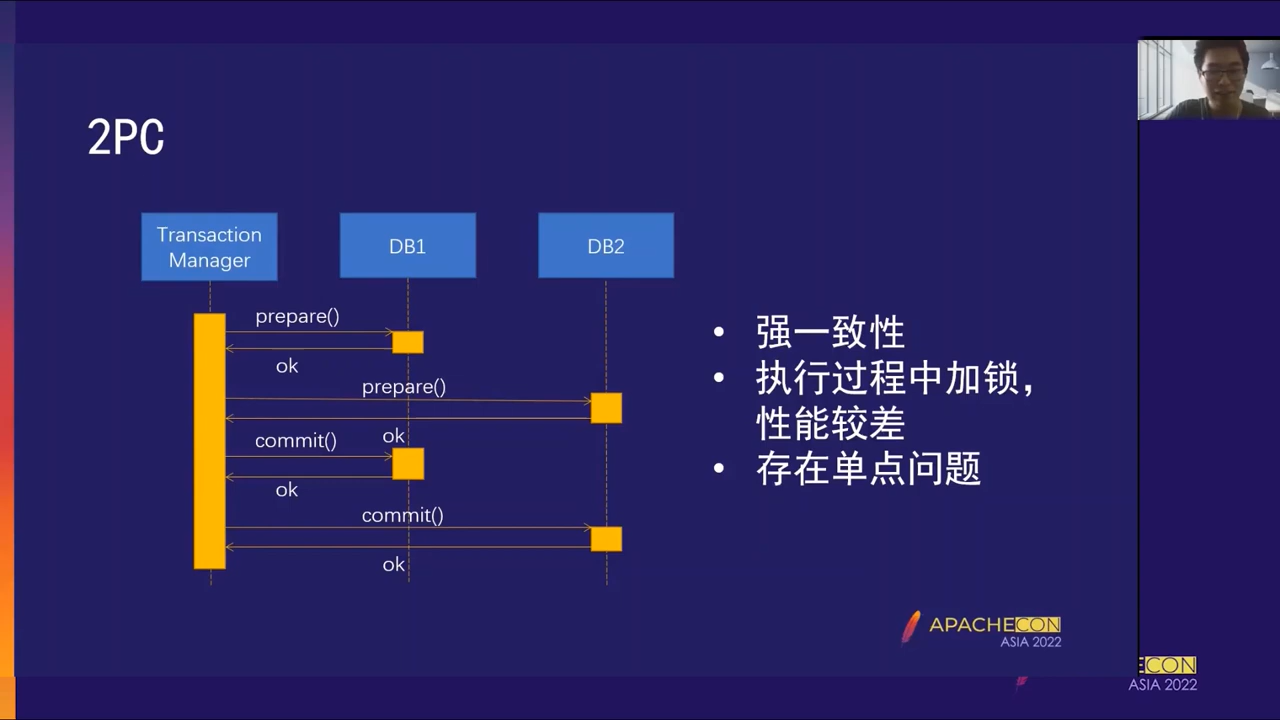 2PC
Transaction
Manager
DB1
DB2
prepare()
ok
prepare()
ok
commit()
ok
commit()
ok
• 强一致性
• 执行过程中加锁，
性能较差
• 存在单点问题
APACHECON
ASIA 2022
ECON
ASIA 2022